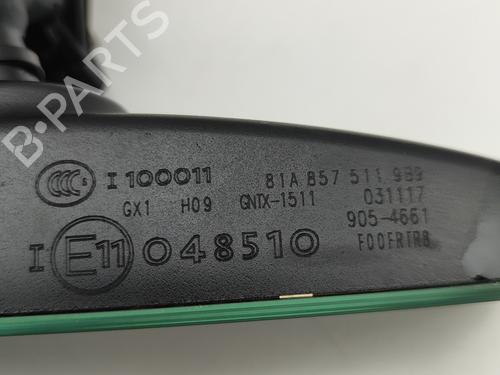 B-PARTS
CCC S I 100011 81A 857 511 9B9
GX1 H09 GNTX-1511 031117
905-4661
I E11 048510 F00FRTR8